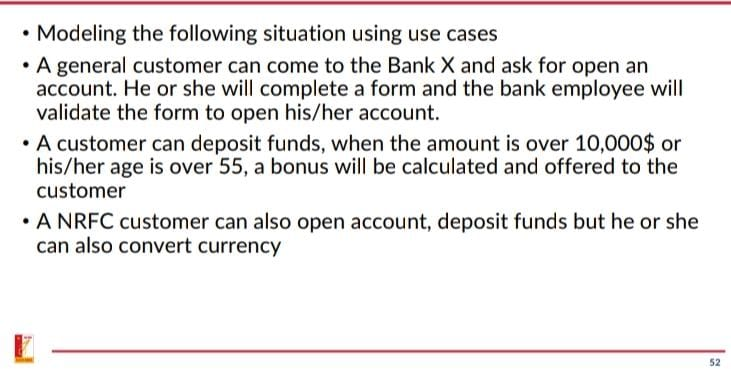 • Modeling the following situation using use cases
• A general customer can come to the Bank X and ask for open an
account. He or she will complete a form and the bank employee will
validate the form to open his/her account.
• A customer can deposit funds, when the amount is over 10,000$ or
his/her age is over 55, a bonus will be calculated and offered to the
customer
• A NRFC customer can also open account, deposit funds but he or she
can also convert currency
52